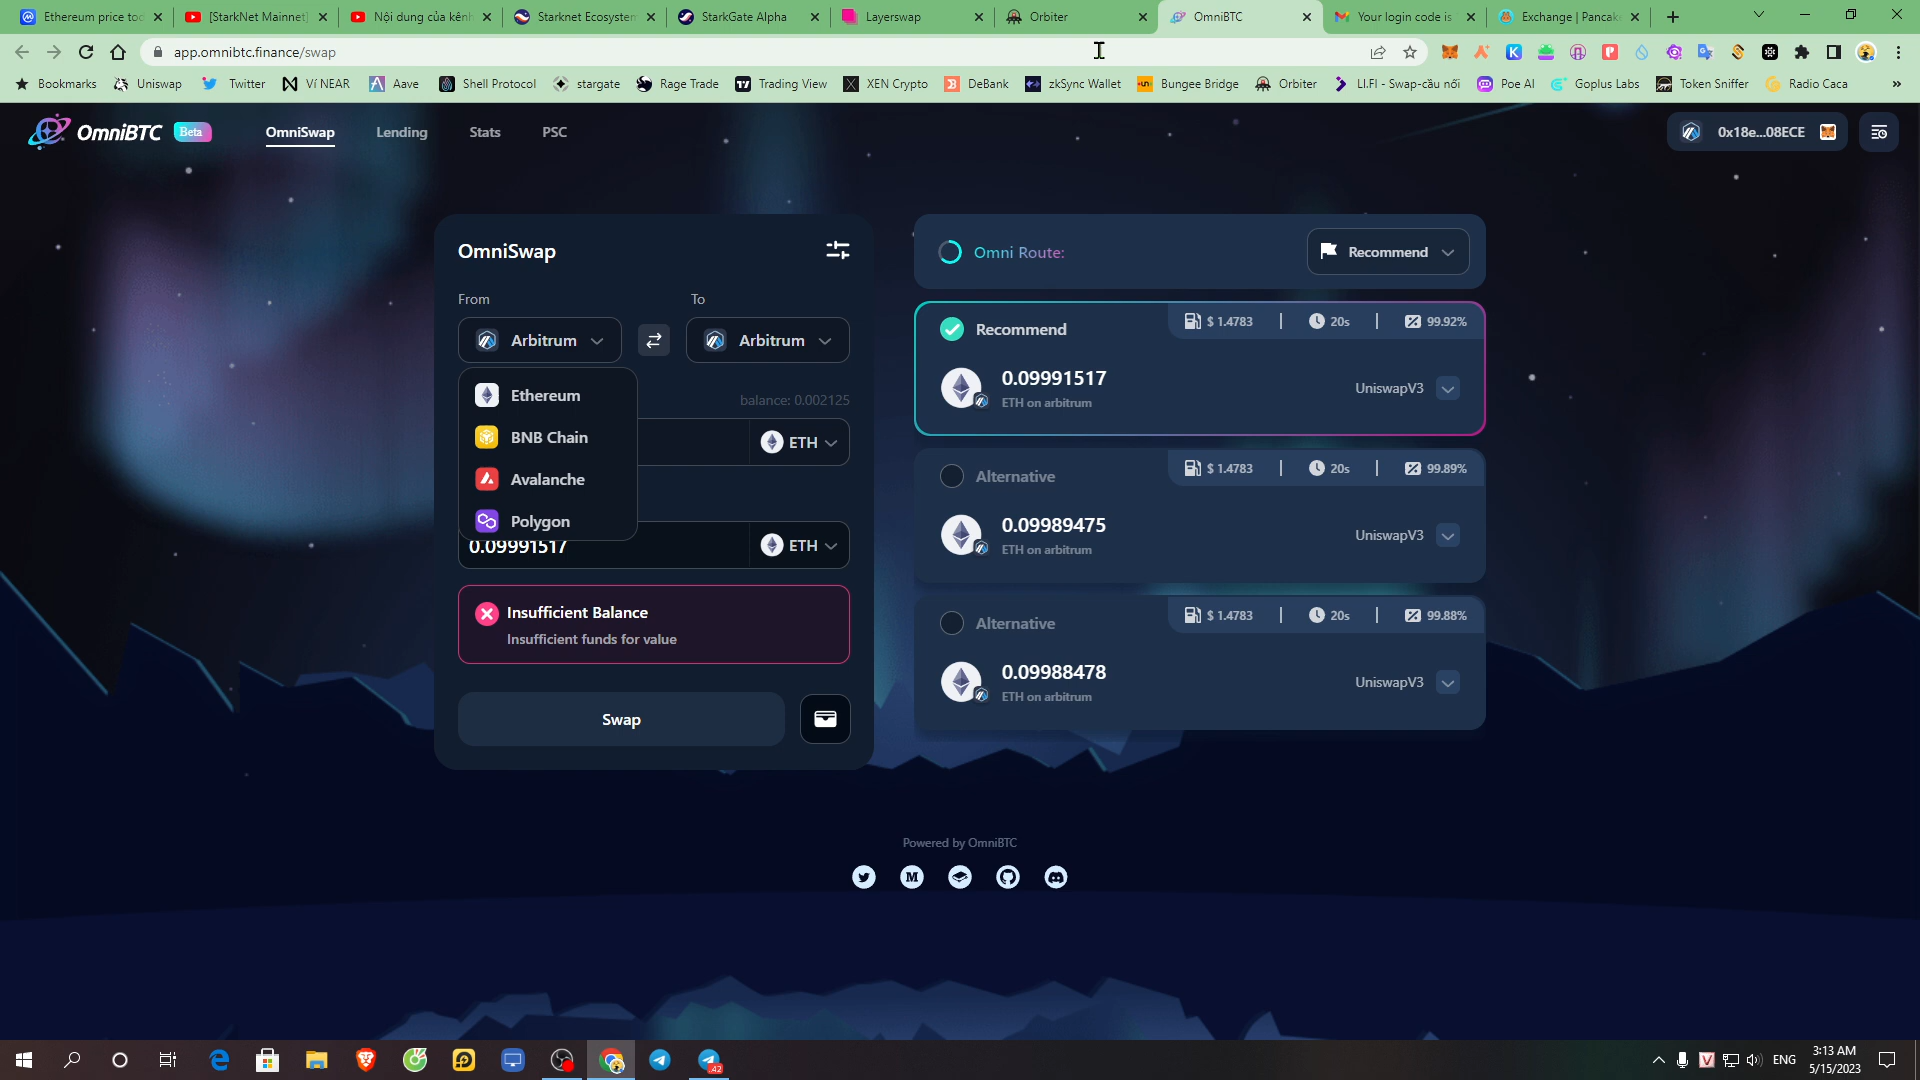 Ethereum price tod
[StarkNet Mainnet]
Nội dung của kênh
Starknet Ecosystem
StarkGate Alpha
Layerswap
Orbiter
OmniBTC
Your login code is
Exchange | Pancak
app.omnibtc.finance/swap
Bookmarks
Uniswap
Twitter
Ví NEAR
Aave
Shell Protocol
stargate
Rage Trade
Trading View
XEN Crypto
DeBank
zkSync Wallet
Bungee Bridge
Orbiter
LI.FI - Swap-cầu nối
Poe AI
Goplus Labs
Token Sniffer
Radio Caca
OmniBTC
Beta
OmniSwap
Lending
Stats
PSC
0x18e...08ECE
OmniSwap
From
To
Arbitrum
Arbitrum
Ethereum
BNB Chain
Avalanche
Polygon
balance: 0.002125
ETH
0.09991517
ETH
Insufficient Balance
Insufficient funds for value
Swap
Omni Route:
Recommend
Recommend
$ 1.4783
20s
99.92%
0.09991517
ETH on arbitrum
UniswapV3
Alternative
$ 1.4783
20s
99.89%
0.09989475
ETH on arbitrum
UniswapV3
Alternative
$ 1.4783
20s
99.88%
0.09988478
ETH on arbitrum
UniswapV3
Powered by OmniBTC
42
ENG
3:13 AM
5/15/2023